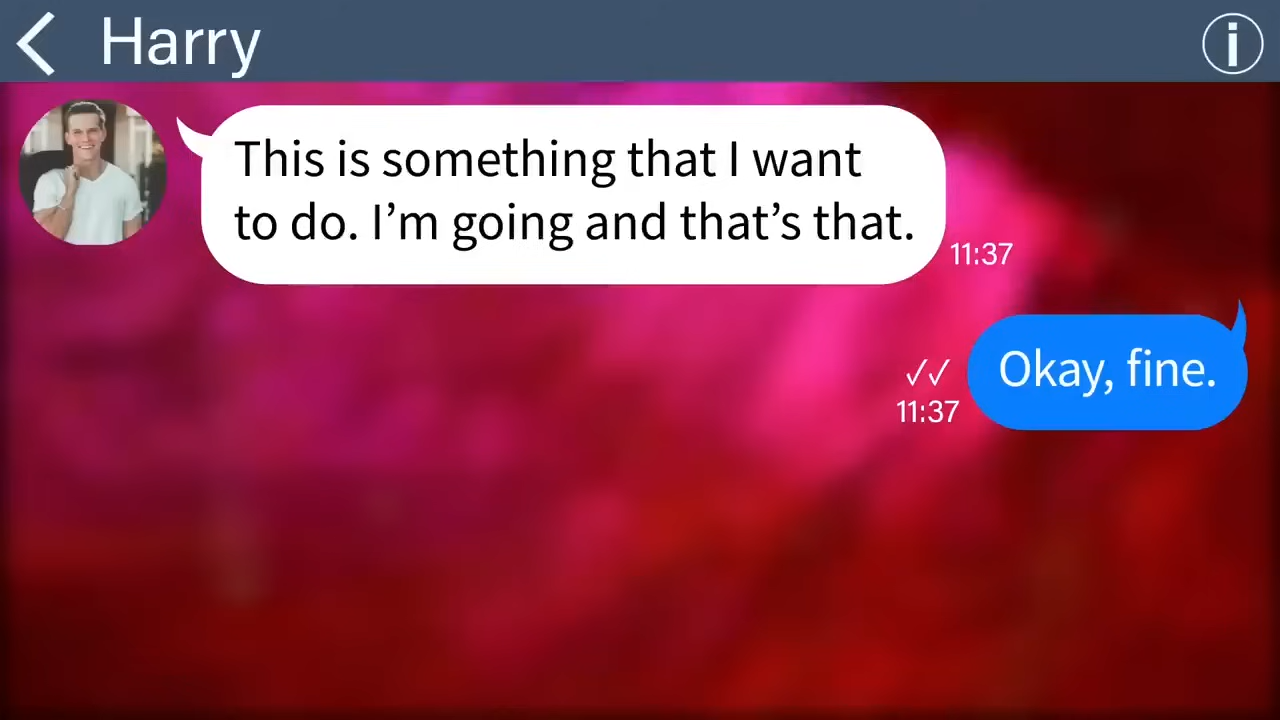 Harry
This is something that I want
to do. I’m going and that’s that.
11:37
Okay, fine.
✓✓
11:37